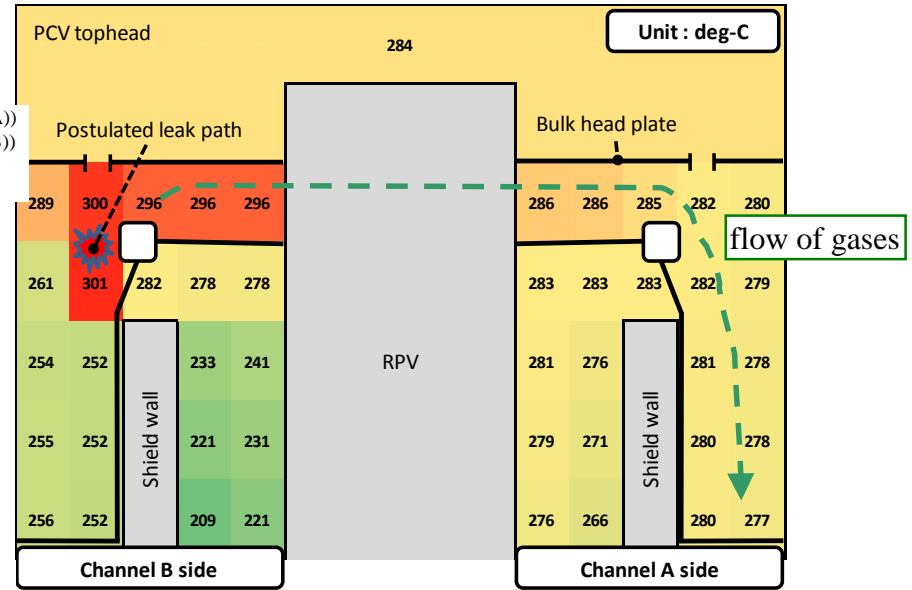 PCV tophead
284
Unit : deg-C
A))
))
Postulated leak path
Bulk head plate
289 300 296 296 296
286 286 285 282 280
flow of gases
261 301 282 278 278
283 283 283 282 279
254 252 233 241
RPV
281 276 281 278
255 252 221 231
279 271 280 278
Shield wall
Shield wall
256 252 209 221
276 266 280 277
Channel B side
Channel A side